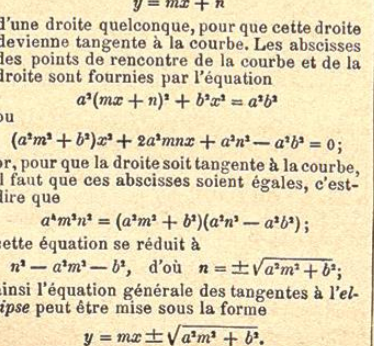 y = mx + n
d'une droite quelconque, pour que cette droite
devienne tangente à la courbe. Les abscisses
des points de rencontre de la courbe et de la
droite sont fournies par l'équation
a²(mx + n)² + b²x² = a²b²
ou
(a²m² + b²)x² + 2a²mnx + a²n² — a²b² = 0;
or, pour que la droite soit tangente à la courbe,
il faut que ces abscisses soient égales, c'est-
dire que
a⁴m²n² = (a²m² + b²)(a²n² — a²b²);
cette équation se réduit à
n² — a²m² — b², d'où n = ±√a²m² + b²;
ainsi l'équation générale des tangentes à l'el-
lipse peut être mise sous la forme
y = mx ± √a²m² + b².